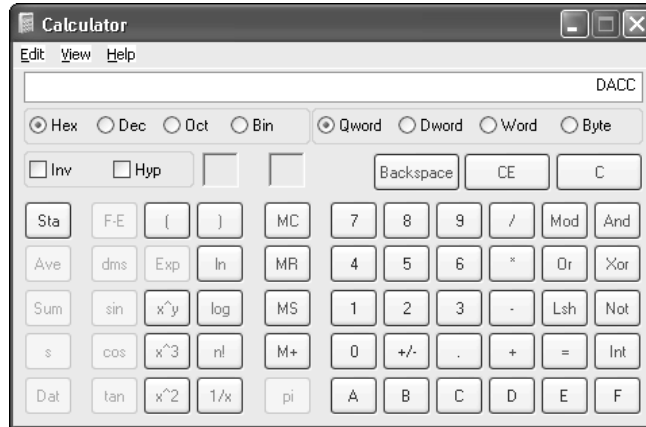 Calculator
Edit View Help
DACC
Hex Dec Oct Bin Qword Dword Word Byte
Inv Hyp Backspace CE C
Sta F-E ( ) MC 7 8 9 / Mod And
Ave dms Exp ln MR 4 5 6 * Or Xor
Sum sin x^y log MS 1 2 3 - Lsh Not
s cos x^3 n! M+ 0 +/- . + = Int
Dat tan x^2 1/x pi A B C D E F